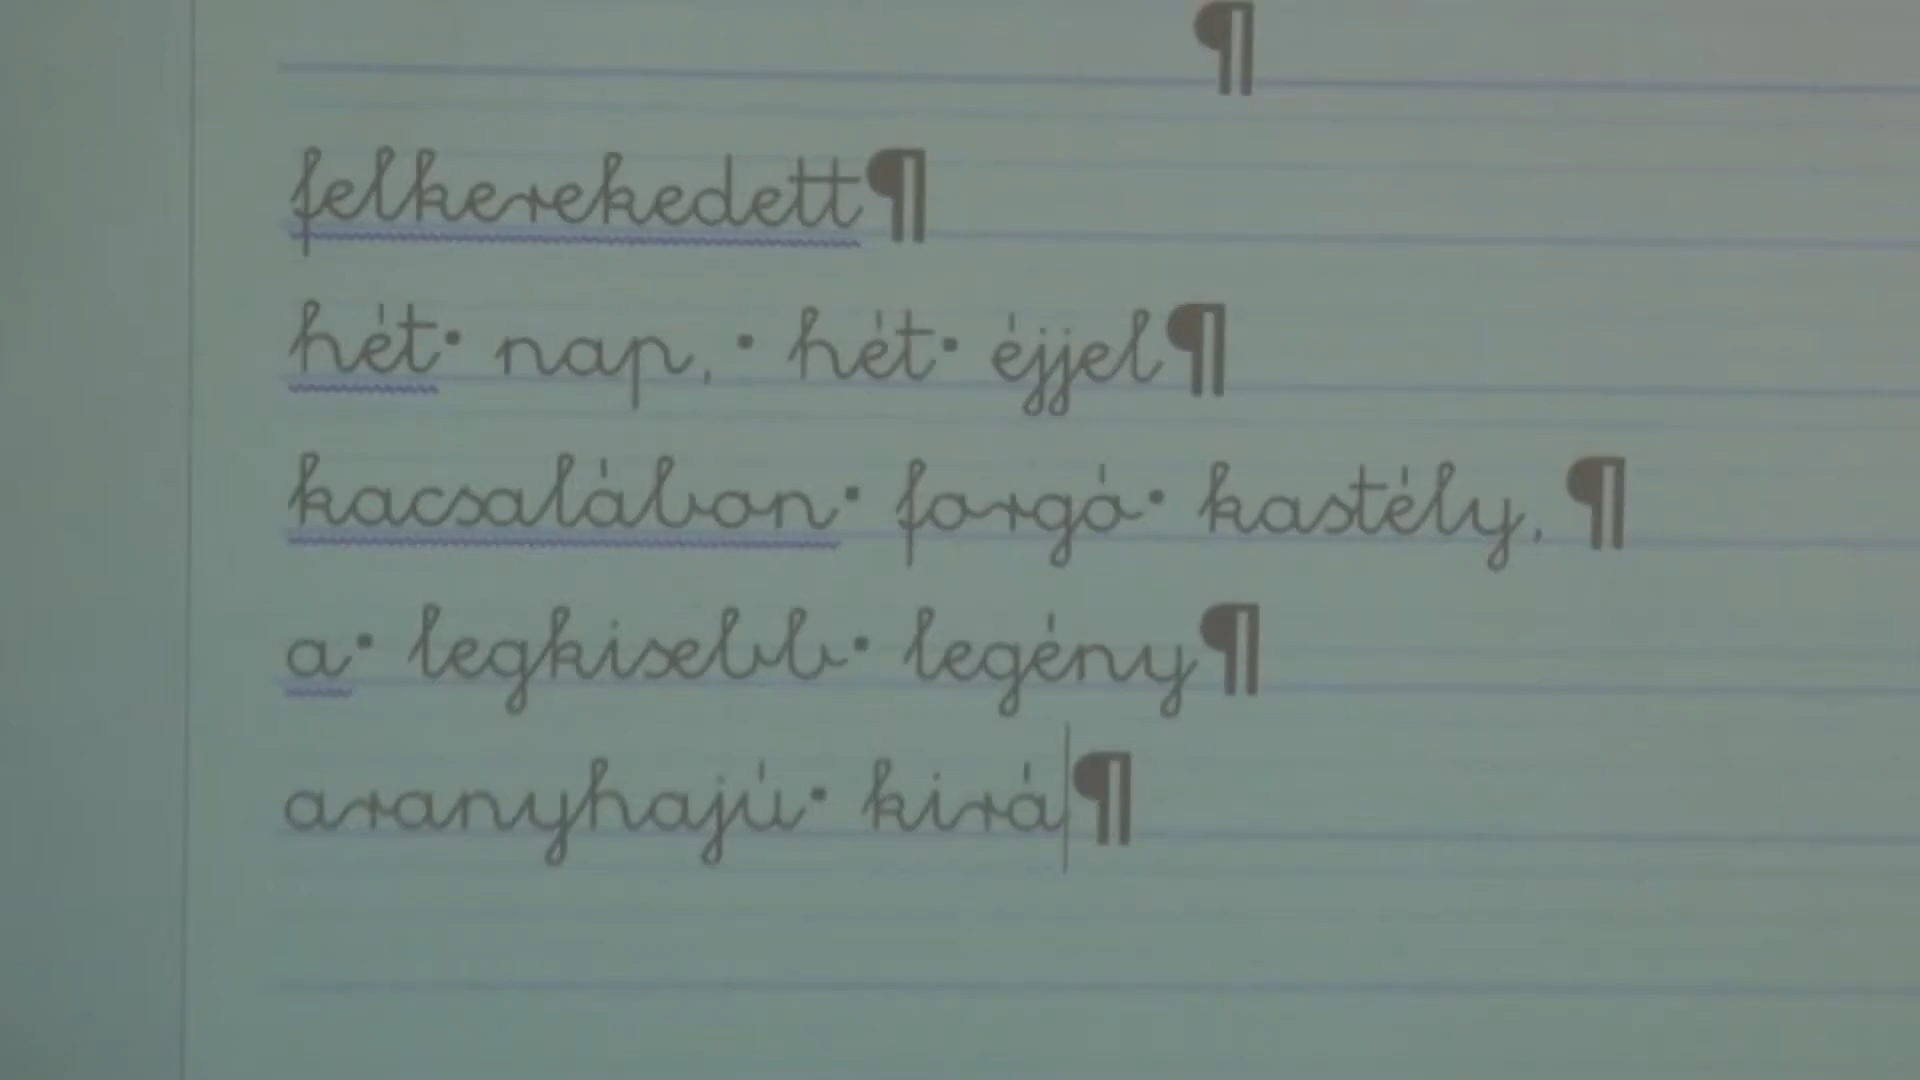 ¶
felkerekedett¶
hét· nap,· hét· éjjel¶
kacsalábon· forgó· kastély,¶
a· legkisebb· legény¶
aranyhajú· kirá¶